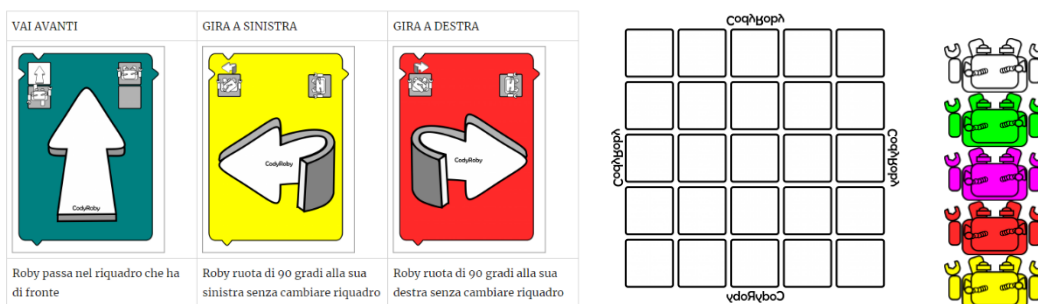 VAI AVANTI
GIRA A SINISTRA
GIRA A DESTRA
CodyRoby
CodyRoby
CodyRoby
Roby passa nel riquadro che ha
di fronte
Roby ruota di 90 gradi alla sua
sinistra senza cambiare riquadro
Roby ruota di 90 gradi alla sua
destra senza cambiare riquadro
CodyRoby
CodyRoby
CodyRoby
CodyRoby